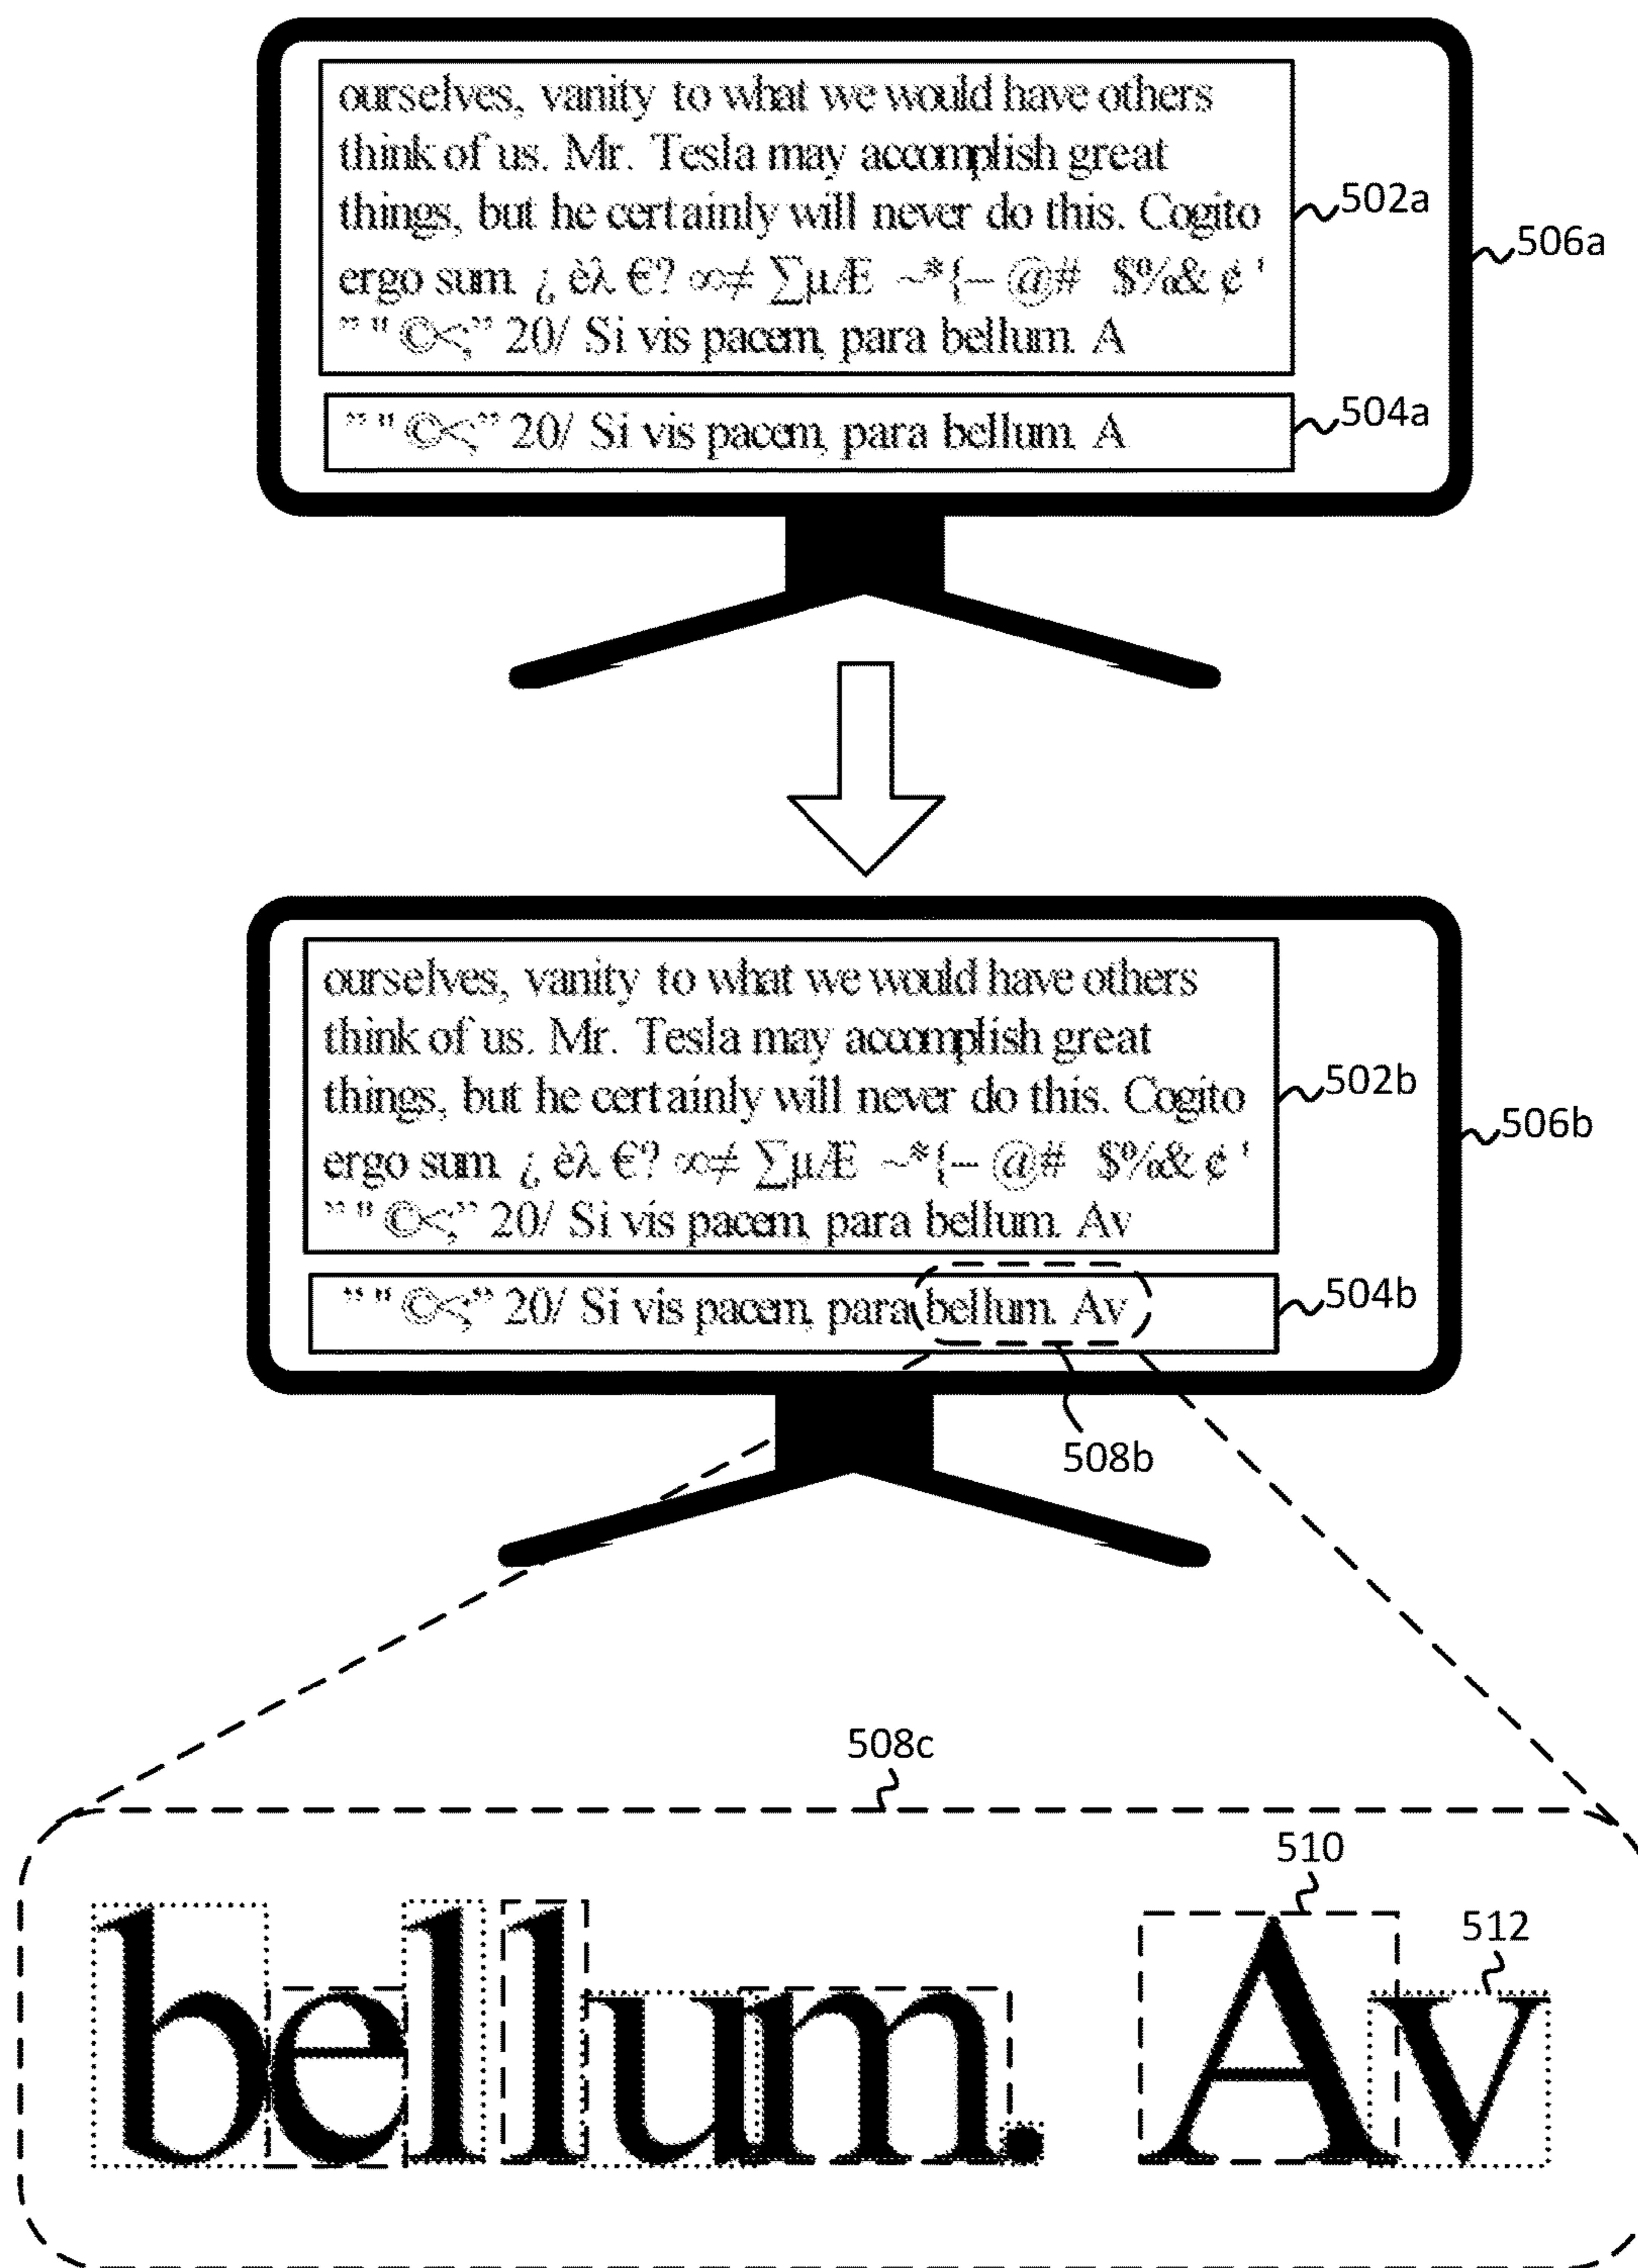 ourselves, vanity to what we would have others
think of us. Mr. Tesla may accomplish great
things, but he certainly will never do this. Cogito
ergo sum. ¿ èλ €? ∞≠ ∑µÆ ~*{– @# $%& ¢ '
” " ©<;” 20/ Si vis pacem, para bellum. A
502a
506a
” " ©<;” 20/ Si vis pacem, para bellum. A
504a
ourselves, vanity to what we would have others
think of us. Mr. Tesla may accomplish great
things, but he certainly will never do this. Cogito
ergo sum. ¿ èλ €? ∞≠ ∑µÆ ~*{– @# $%& ¢ '
” " ©<;” 20/ Si vis pacem, para bellum. Av
502b
506b
” " ©<;” 20/ Si vis pacem, para bellum. Av
504b
508b
508c
510
512
bellum. Av